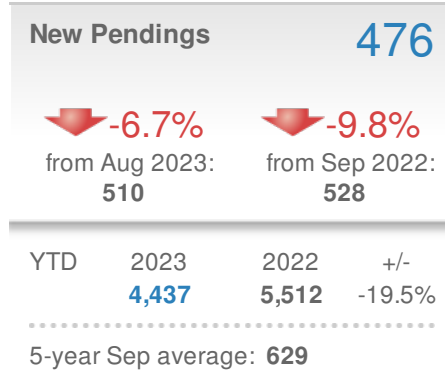 New Pendings 476
-6.7% -9.8%
from Aug 2023: from Sep 2022:
510 528
YTD 2023 2022 +/-
4,437 5,512 -19.5%
5-year Sep average: 629